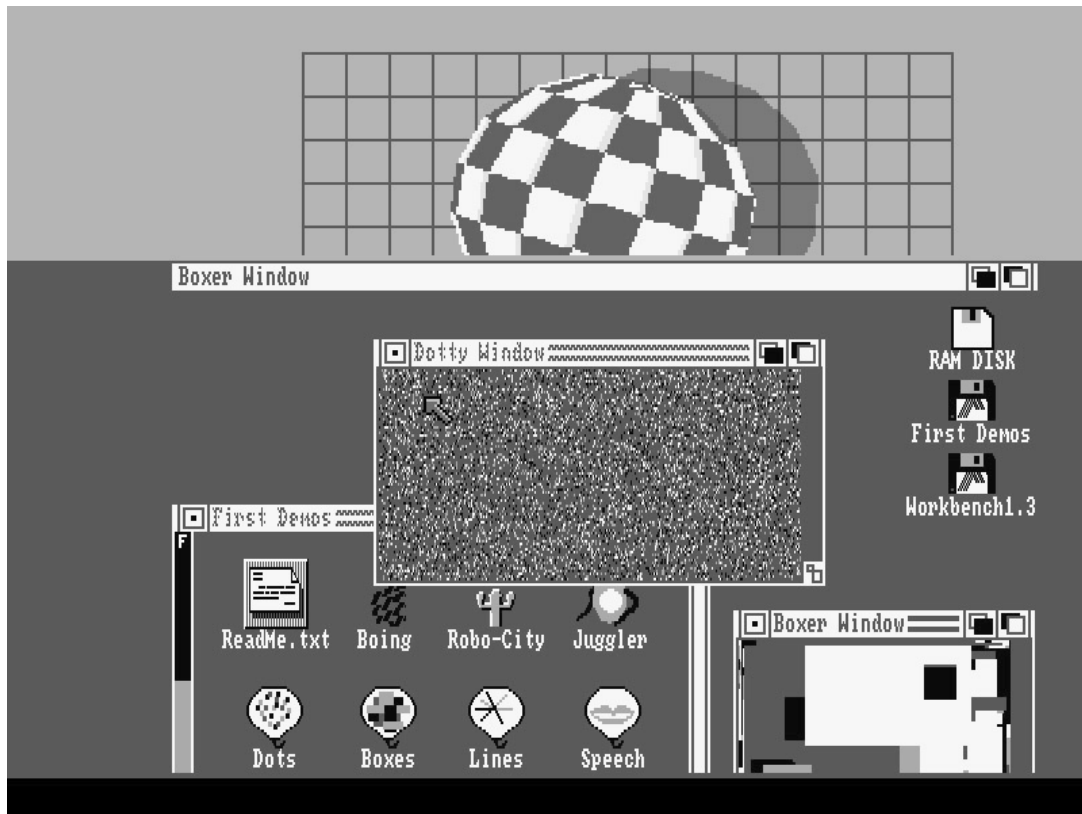 Boxer Window
RAM DISK
Dotty Window
First Demos
Workbench1.3
First Demos
F
ReadMe.txt Boing Robo-City Juggler
Boxer Window
Dots Boxes Lines Speech